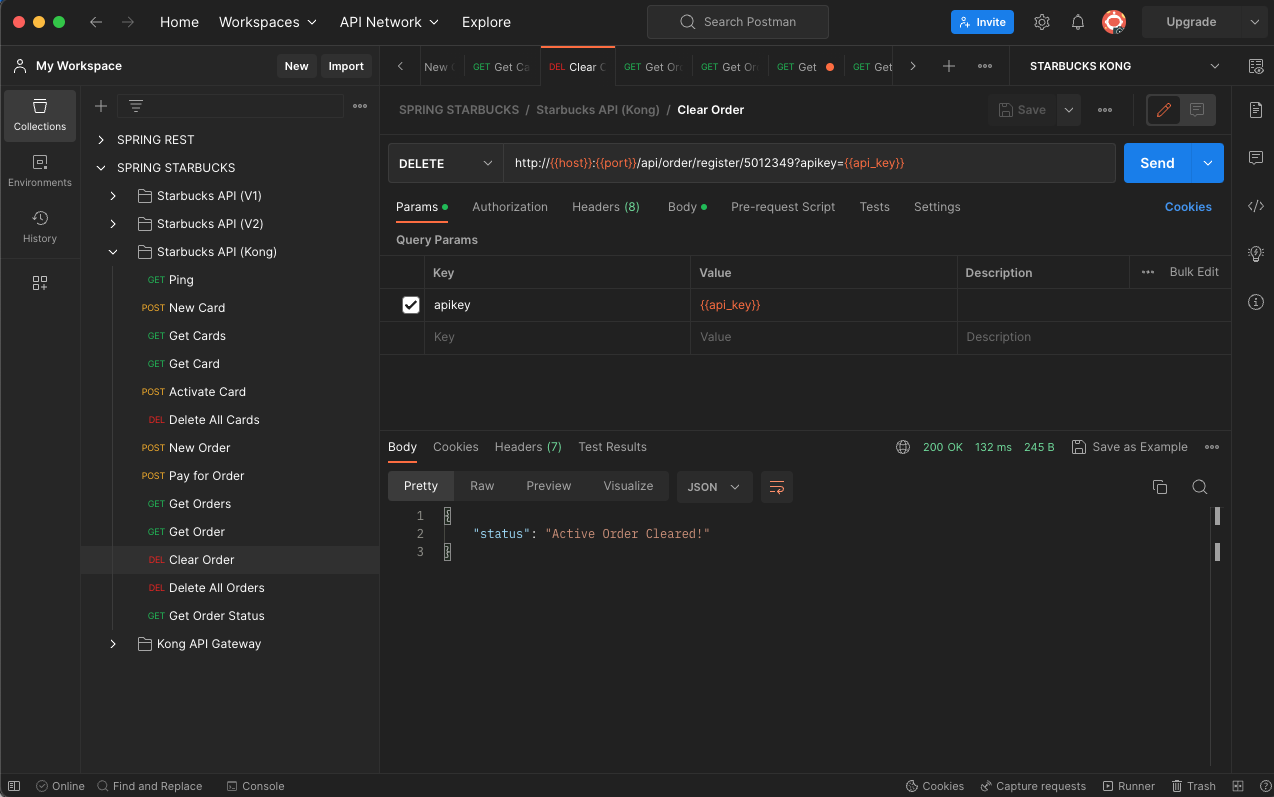 Home Workspaces API Network Explore Search Postman Invite Upgrade
My Workspace New Import New GET Get Ca DEL Clear C GET Get Or GET Get Or GET Get GET Get STARBUCKS KONG
Collections
Environments
History
SPRING REST
SPRING STARBUCKS
Starbucks API (V1)
Starbucks API (V2)
Starbucks API (Kong)
GET Ping
POST New Card
GET Get Cards
GET Get Card
POST Activate Card
DEL Delete All Cards
POST New Order
POST Pay for Order
GET Get Orders
GET Get Order
DEL Clear Order
DEL Delete All Orders
GET Get Order Status
Kong API Gateway
SPRING STARBUCKS / Starbucks API (Kong) / Clear Order Save
DELETE http://{{host}}:{{port}}/api/order/register/5012349?apikey={{api_key}} Send
Params Authorization Headers (8) Body Pre-request Script Tests Settings Cookies
Query Params
Key Value Description Bulk Edit
apikey {{api_key}}
Key Value Description
Body Cookies Headers (7) Test Results 200 OK 132 ms 245 B Save as Example
Pretty Raw Preview Visualize JSON
1 {
2 "status": "Active Order Cleared!"
3 }
Online Find and Replace Console Cookies Capture requests Runner Trash